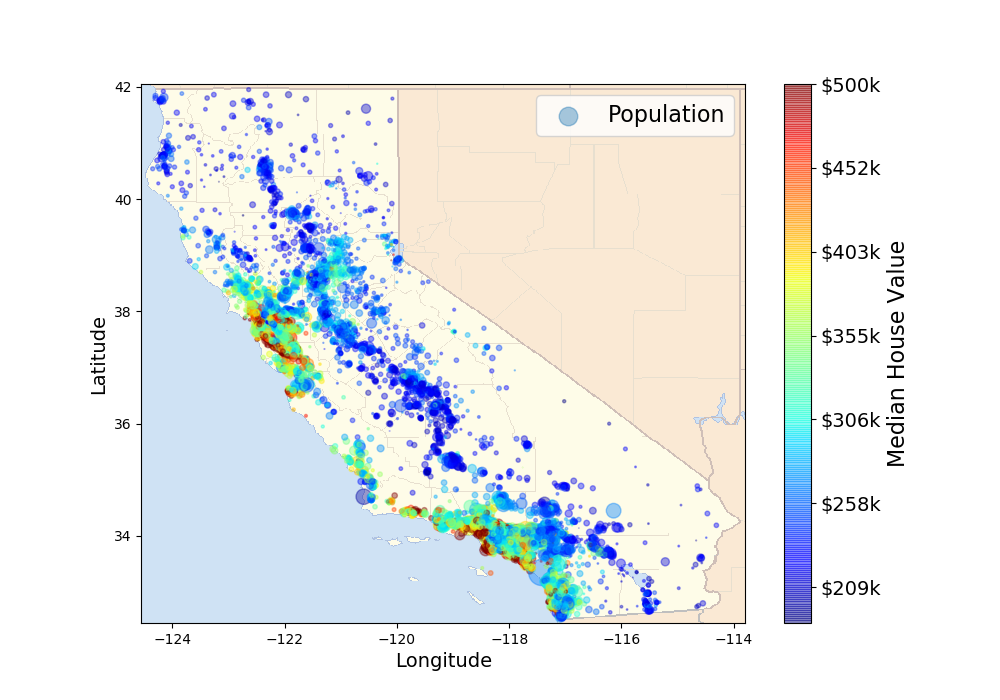 Population
42
40
38
36
34
Latitude
−124
−122
−120
−118
−116
−114
Longitude
$500k
$452k
$403k
$355k
$306k
$258k
$209k
Median House Value